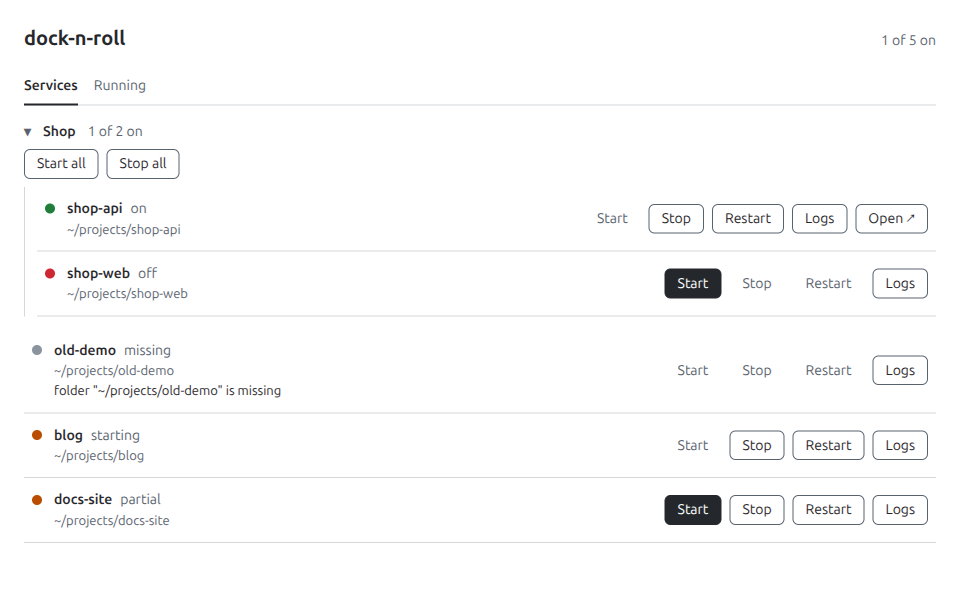 dock-n-roll
1 of 5 on
Services Running
▼ Shop 1 of 2 on
Start all Stop all
shop-api on
~/projects/shop-api
Start Stop Restart Logs Open ↗
shop-web off
~/projects/shop-web
Start Stop Restart Logs
old-demo missing
~/projects/old-demo
folder "~/projects/old-demo" is missing
Start Stop Restart Logs
blog starting
~/projects/blog
Start Stop Restart Logs
docs-site partial
~/projects/docs-site
Start Stop Restart Logs